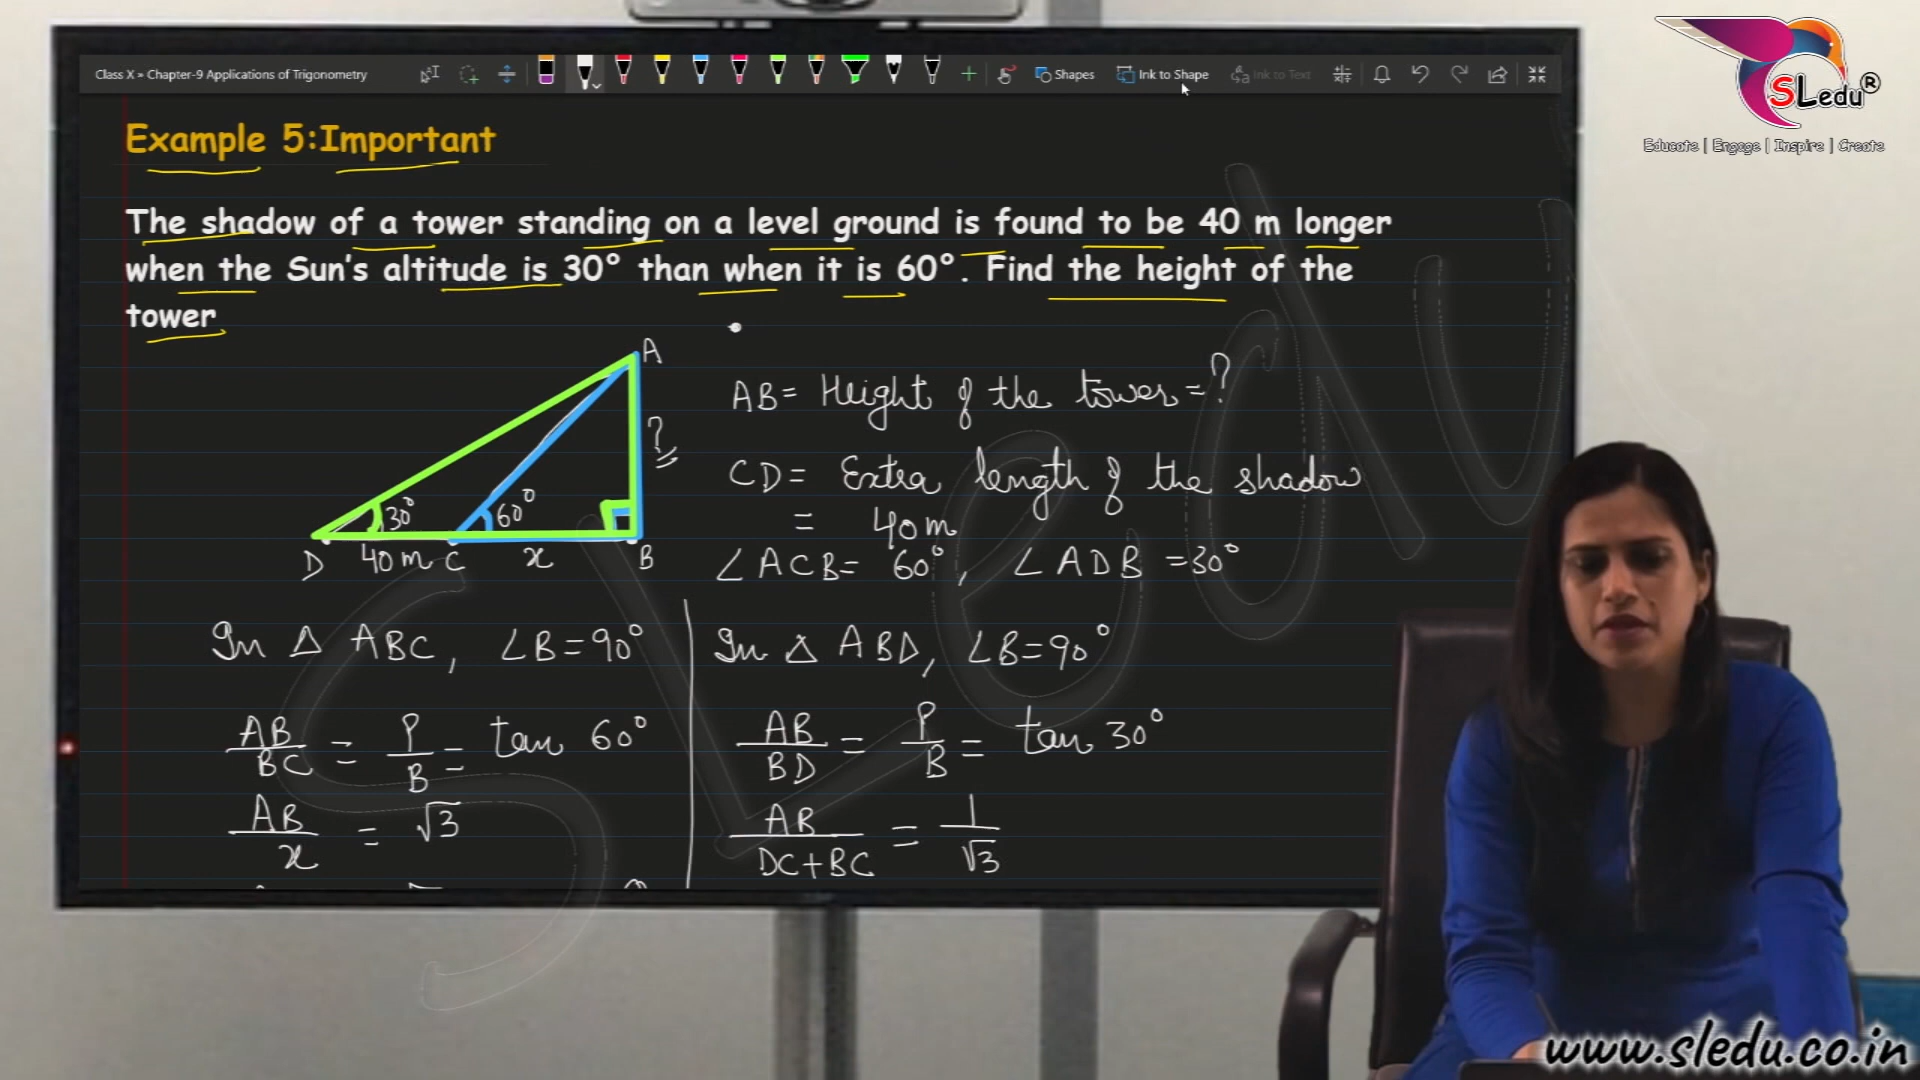 Class X » Chapter-9 Applications of Trigonometry
Shapes
Ink to Shape
Ink to Text
SLedu®
Educate | Engage | Inspire | Create
Example 5:Important
The shadow of a tower standing on a level ground is found to be 40 m longer
when the Sun's altitude is 30° than when it is 60°. Find the height of the
tower
A
?
30°
60°
D 40 m C x B
AB = Height of the tower = ?
CD = Extra length of the shadow
= 40 m
∠ACB = 60°, ∠ADB = 30°
In △ ABC, ∠B = 90°
AB/BC = P/B = tan 60°
AB/x = √3
In △ ABD, ∠B = 90°
AB/BD = P/B = tan 30°
AB/DC+BC = 1/√3
SLedu
www.sledu.co.in